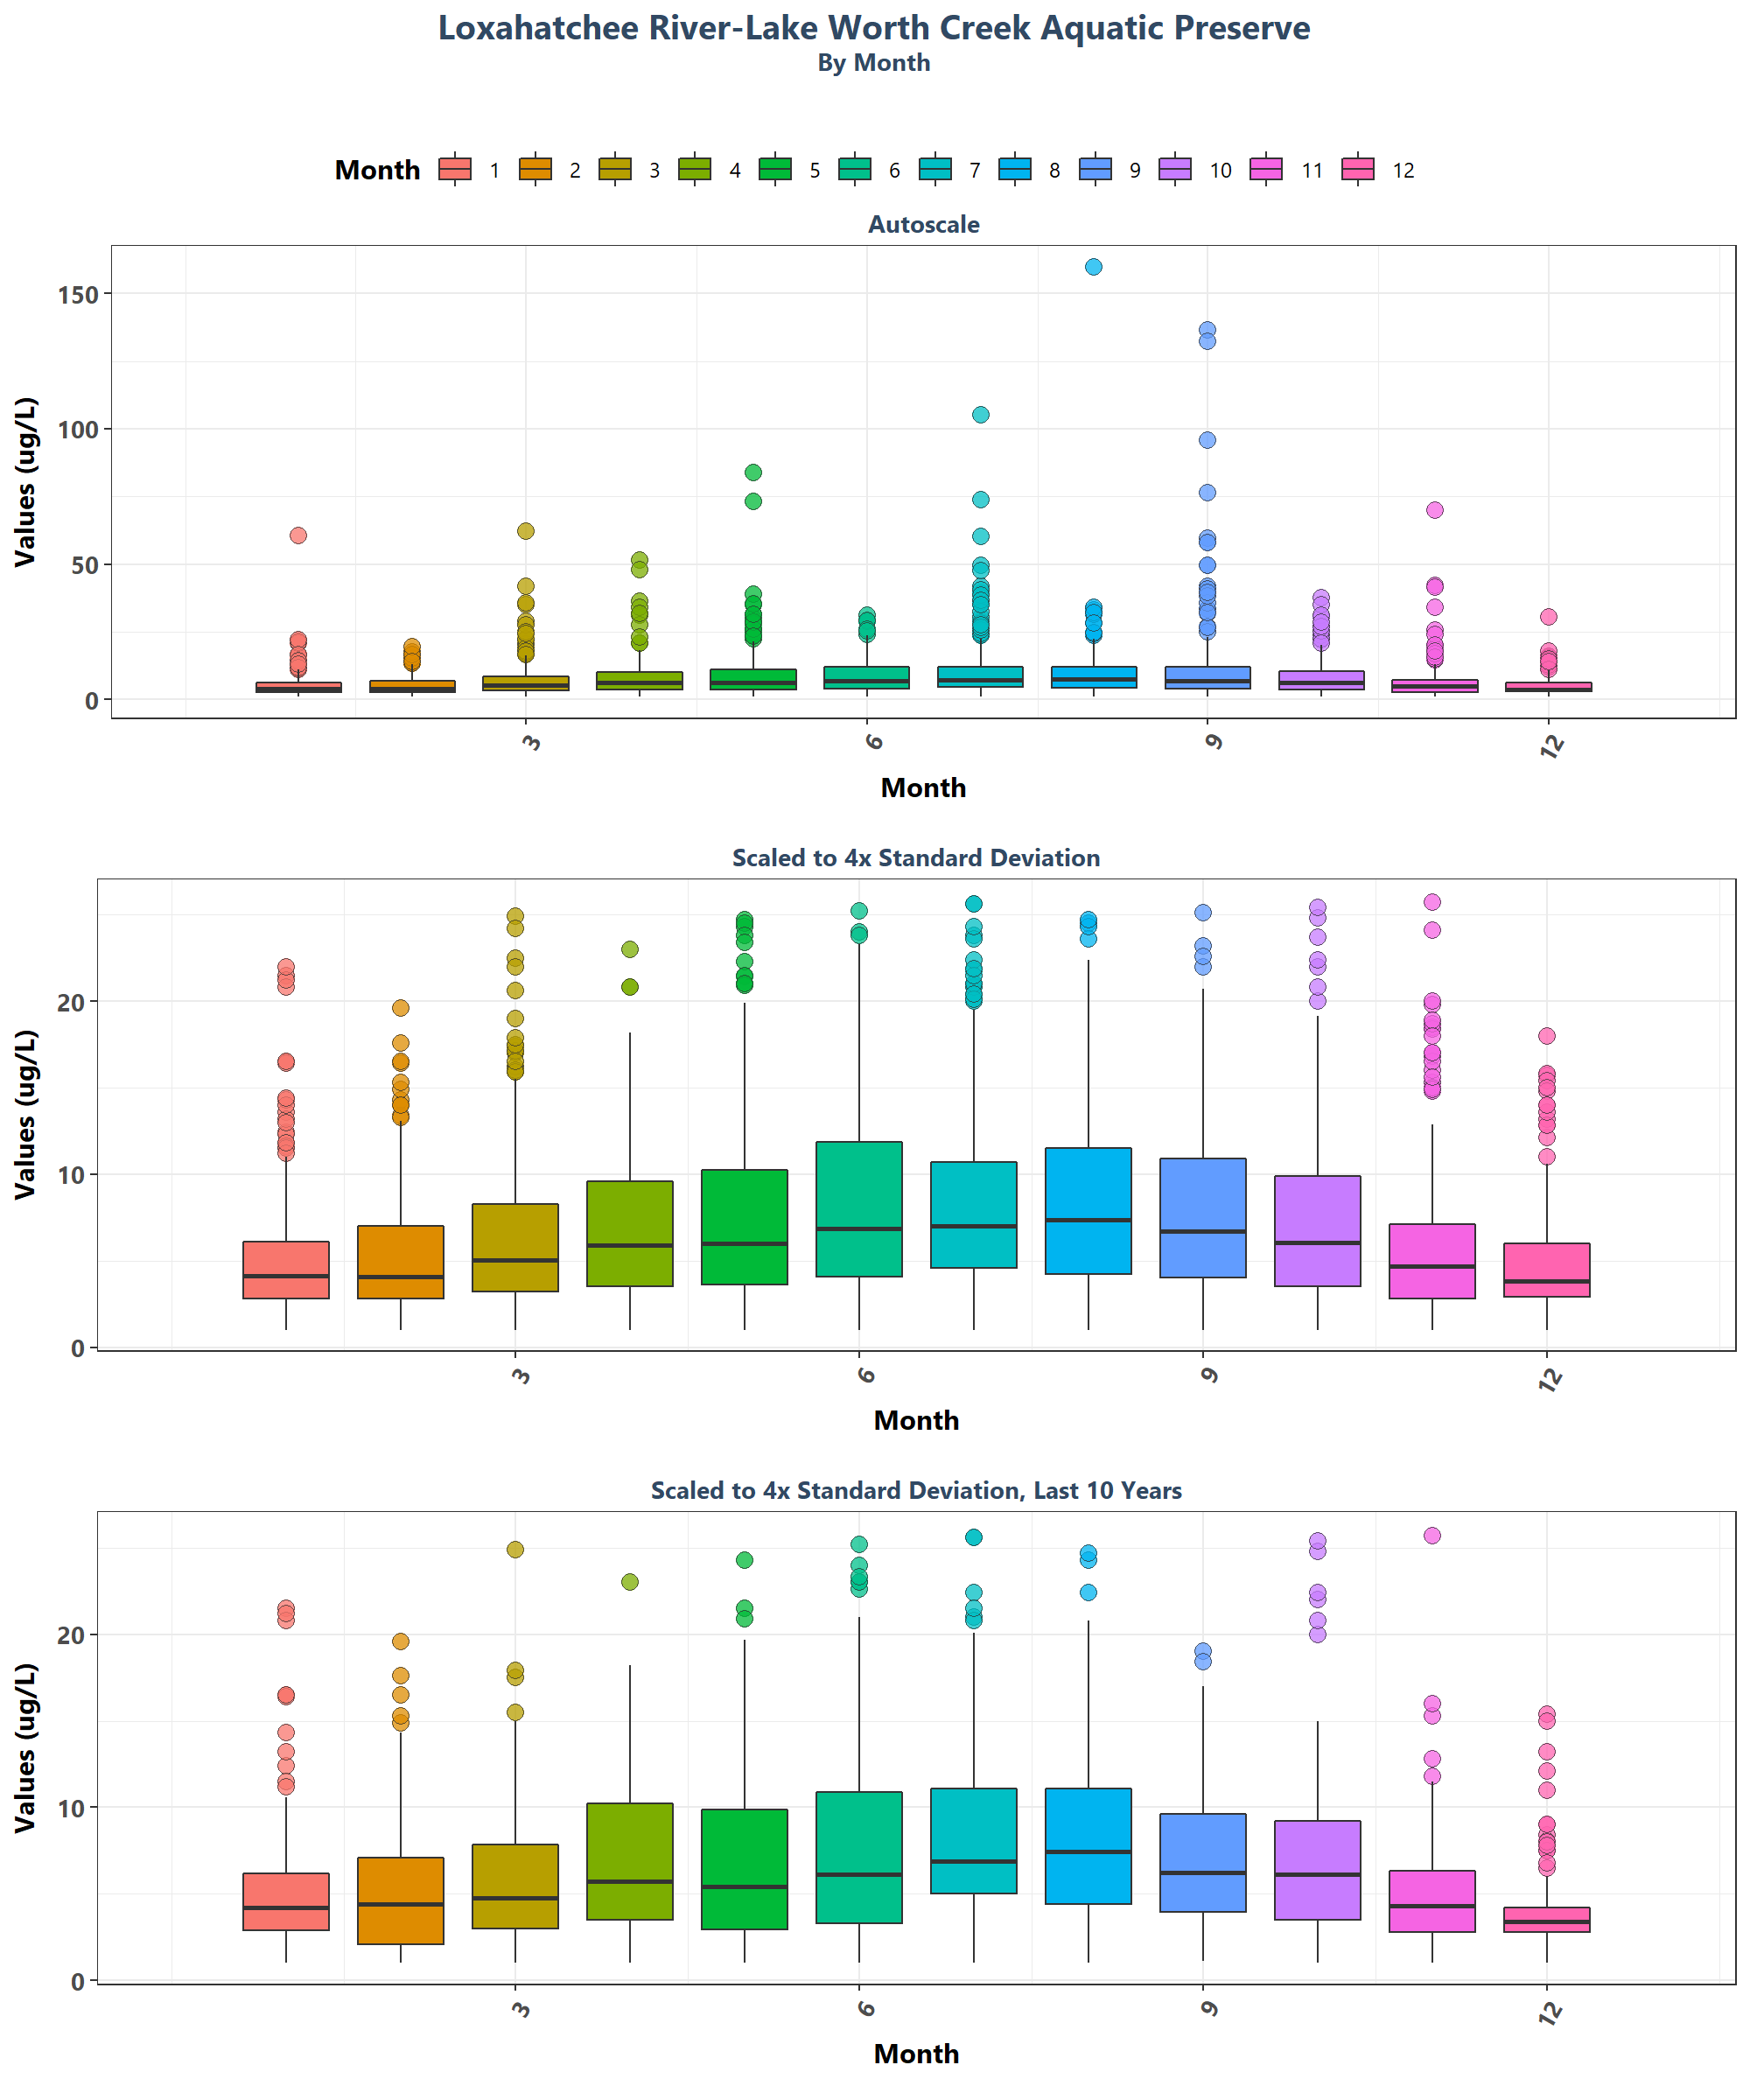 Loxahatchee River-Lake Worth Creek Aquatic Preserve
By Month
Month 1 2 3 4 5 6 7 8 9 10 11 12
Autoscale
Values (ug/L)
150
100
50
0
3 6 9 12
Month
Scaled to 4x Standard Deviation
Values (ug/L)
20
10
0
3 6 9 12
Month
Scaled to 4x Standard Deviation, Last 10 Years
Values (ug/L)
20
10
0
3 6 9 12
Month